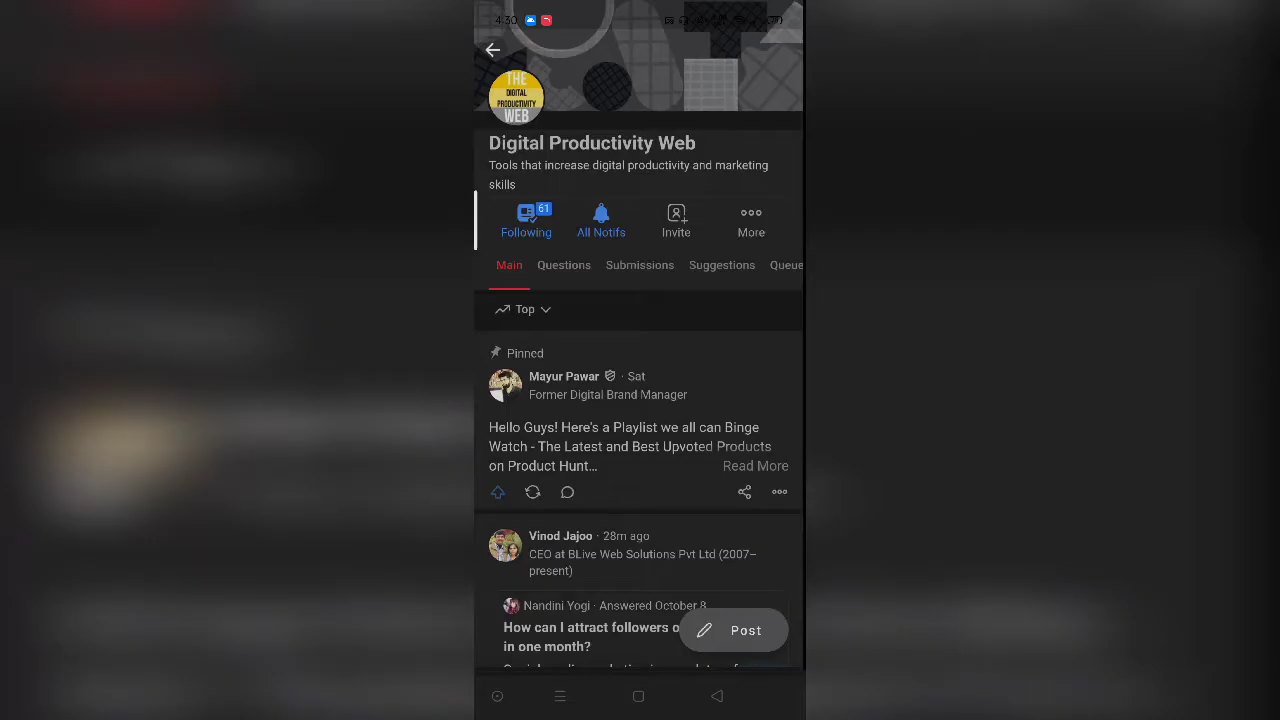 4:30
THE
DIGITAL
PRODUCTIVITY
WEB
Digital Productivity Web
Tools that increase digital productivity and marketing
skills
61
Following
All Notifs
Invite
More
Main
Questions
Submissions
Suggestions
Queue
Top
Pinned
Mayur Pawar · Sat
Former Digital Brand Manager
Hello Guys! Here's a Playlist we all can Binge
Watch - The Latest and Best Upvoted Products
on Product Hunt...
Read More
Vinod Jajoo · 28m ago
CEO at BLive Web Solutions Pvt Ltd (2007–
present)
Nandini Yogi · Answered October 8
How can I attract followers o
in one month?
Post